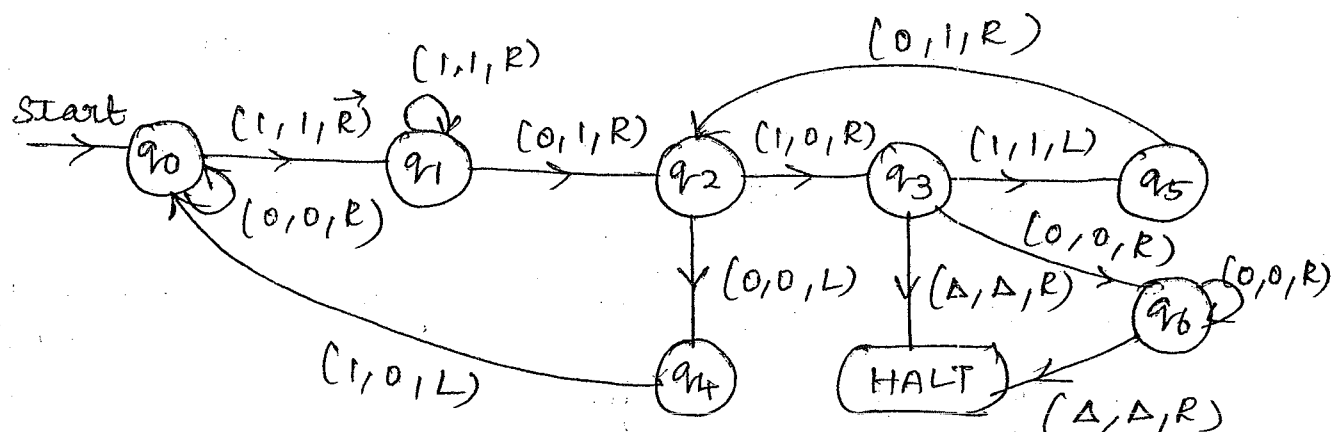 (0,1,R)
(1,1,R)
Start
(1,1,R)
(0,1,R)
(1,0,R)
(1,1,L)
q0
q1
q2
q3
q5
(0,0,R)
(0,0,R)
(0,0,R)
(0,0,L)
(Δ,Δ,R)
q6
(1,0,L)
q4
HALT
(Δ,Δ,R)